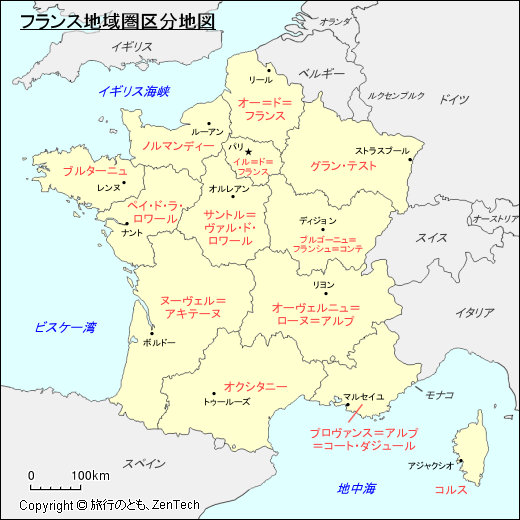 フランス地域圏区分地図
オランダ
イギリス
ベルギー
リール
イギリス海峡
ルクセンブルク
ドイツ
オー＝ド＝
フランス
ルーアン
ノルマンディー
パリ
ストラスブール
イル＝ド＝
フランス
グラン・テスト
ブルターニュ
レンヌ
オルレアン
ペイ・ド・ラ・
ロワール
サントル＝
ヴァル・ド・
ロワール
ナント
ディジョン
ブルゴーニュ＝
フランシュ＝コンテ
オーストリア
スイス
リヨン
ヌーヴェル＝
アキテーヌ
オーヴェルニュ＝
ローヌ＝アルプ
イタリア
ビスケー湾
ボルドー
オクシタニー
トゥールーズ
マルセイユ
モナコ
プロヴァンス＝アルプ
＝コート・ダジュール
スペイン
アジャクシオ
コルス
地中海
0 100km
Copyright © 旅行のとも、ZenTech